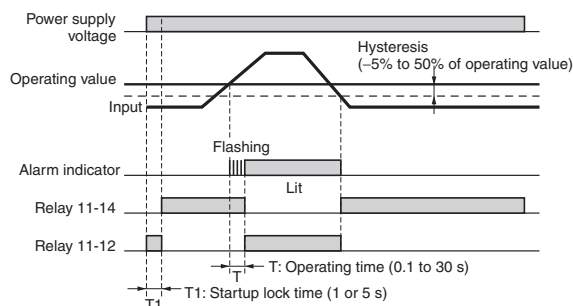 Power supply
voltage
Hysteresis
(−5% to 50% of operating value)
Operating value
Input
Flashing
Alarm indicator
Lit
Relay 11-14
Relay 11-12
T: Operating time (0.1 to 30 s)
T
T1: Startup lock time (1 or 5 s)
T1